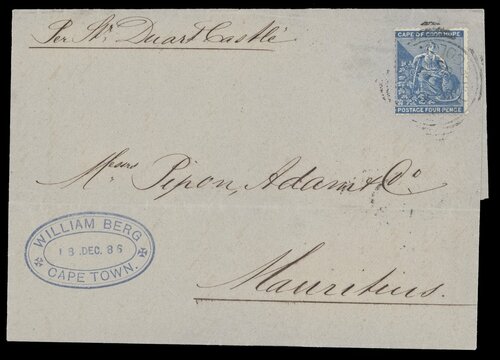 Per Str Duart Castle
CAPE OF GOOD HOPE
POSTAGE FOUR PENCE
Messrs Pipon, Adam & Co
WILLIAM BERG
18.DEC.86
CAPE TOWN.
Mauritius.